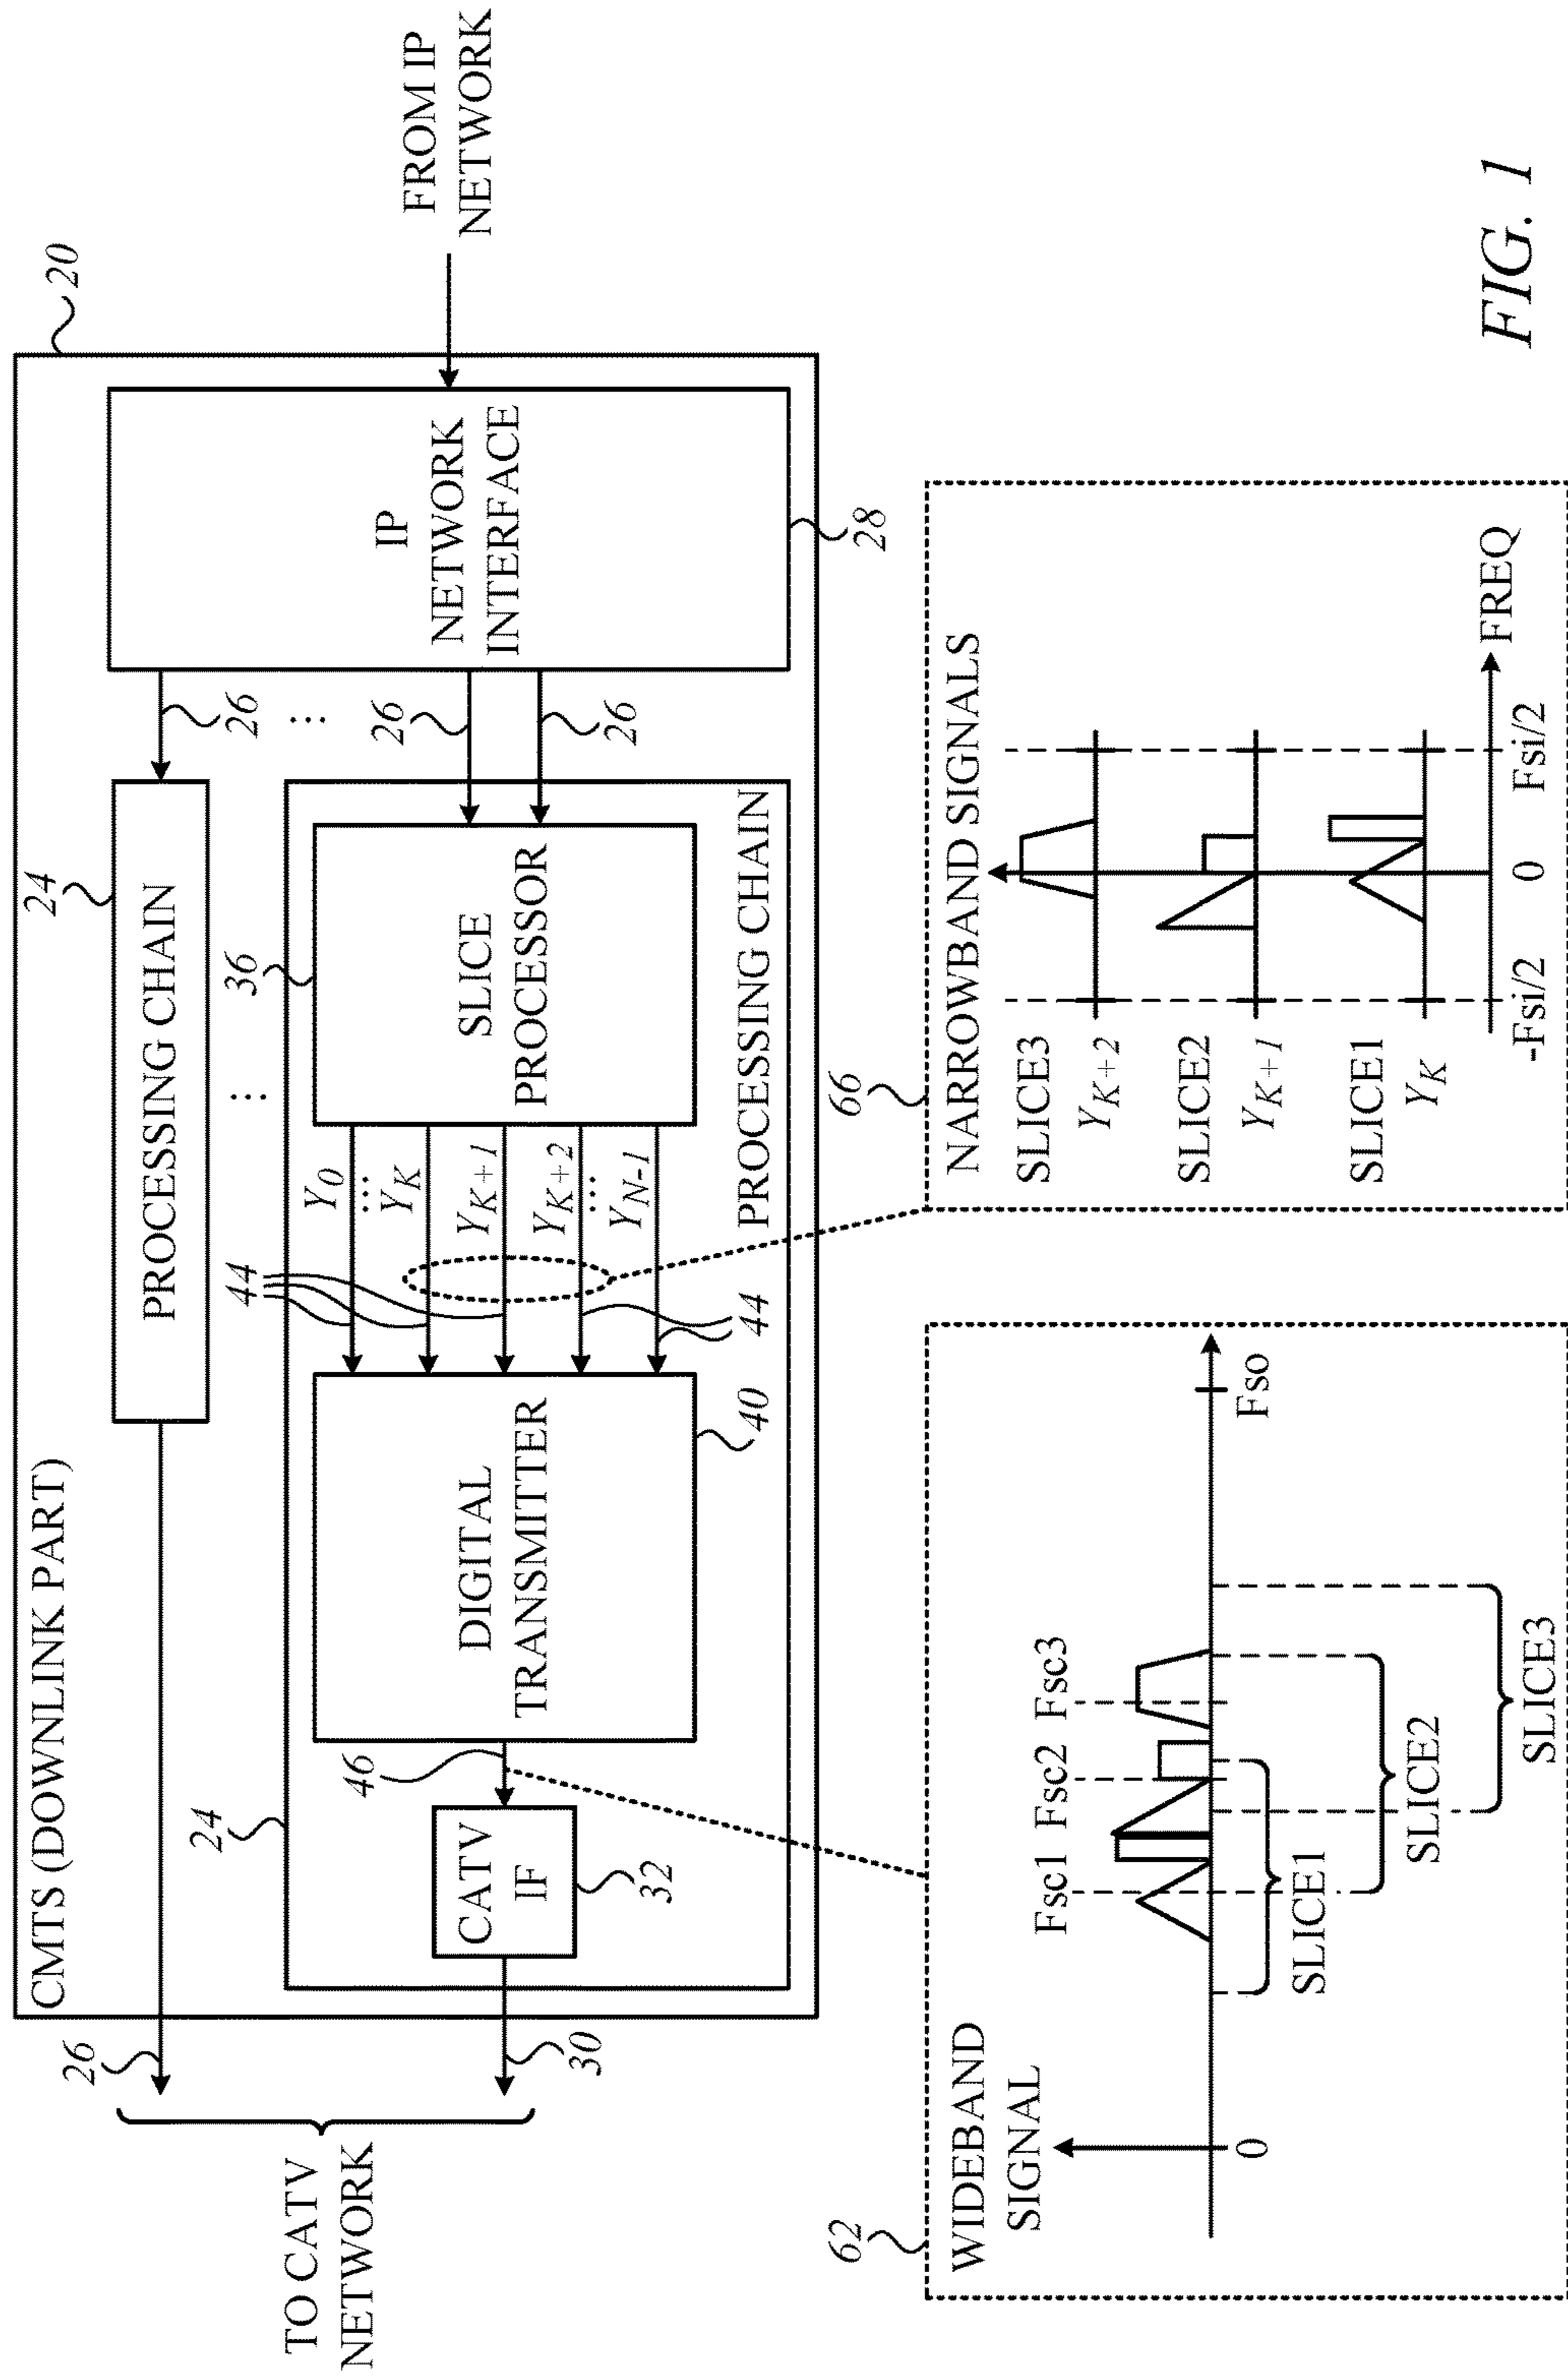 CMTS (DOWNLINK PART)
20
TO CATV
NETWORK
26
30
24
PROCESSING CHAIN
26
⋮
⋮
24
CATV
IF
32
46
DIGITAL
TRANSMITTER
40
44
44
Y0
....
YK
YK+1
YK+2
....
YN-1
36
SLICE
PROCESSOR
PROCESSING CHAIN
26
26
IP
NETWORK
INTERFACE
28
FROM IP
NETWORK
62
WIDEBAND
SIGNAL
Fsc1 Fsc2 Fsc3
0
Fso
SLICE1
SLICE2
SLICE3
66
NARROWBAND SIGNALS
SLICE3
YK+2
SLICE2
YK+1
SLICE1
YK
-Fsi/2 0 Fsi/2
FREQ
FIG. 1